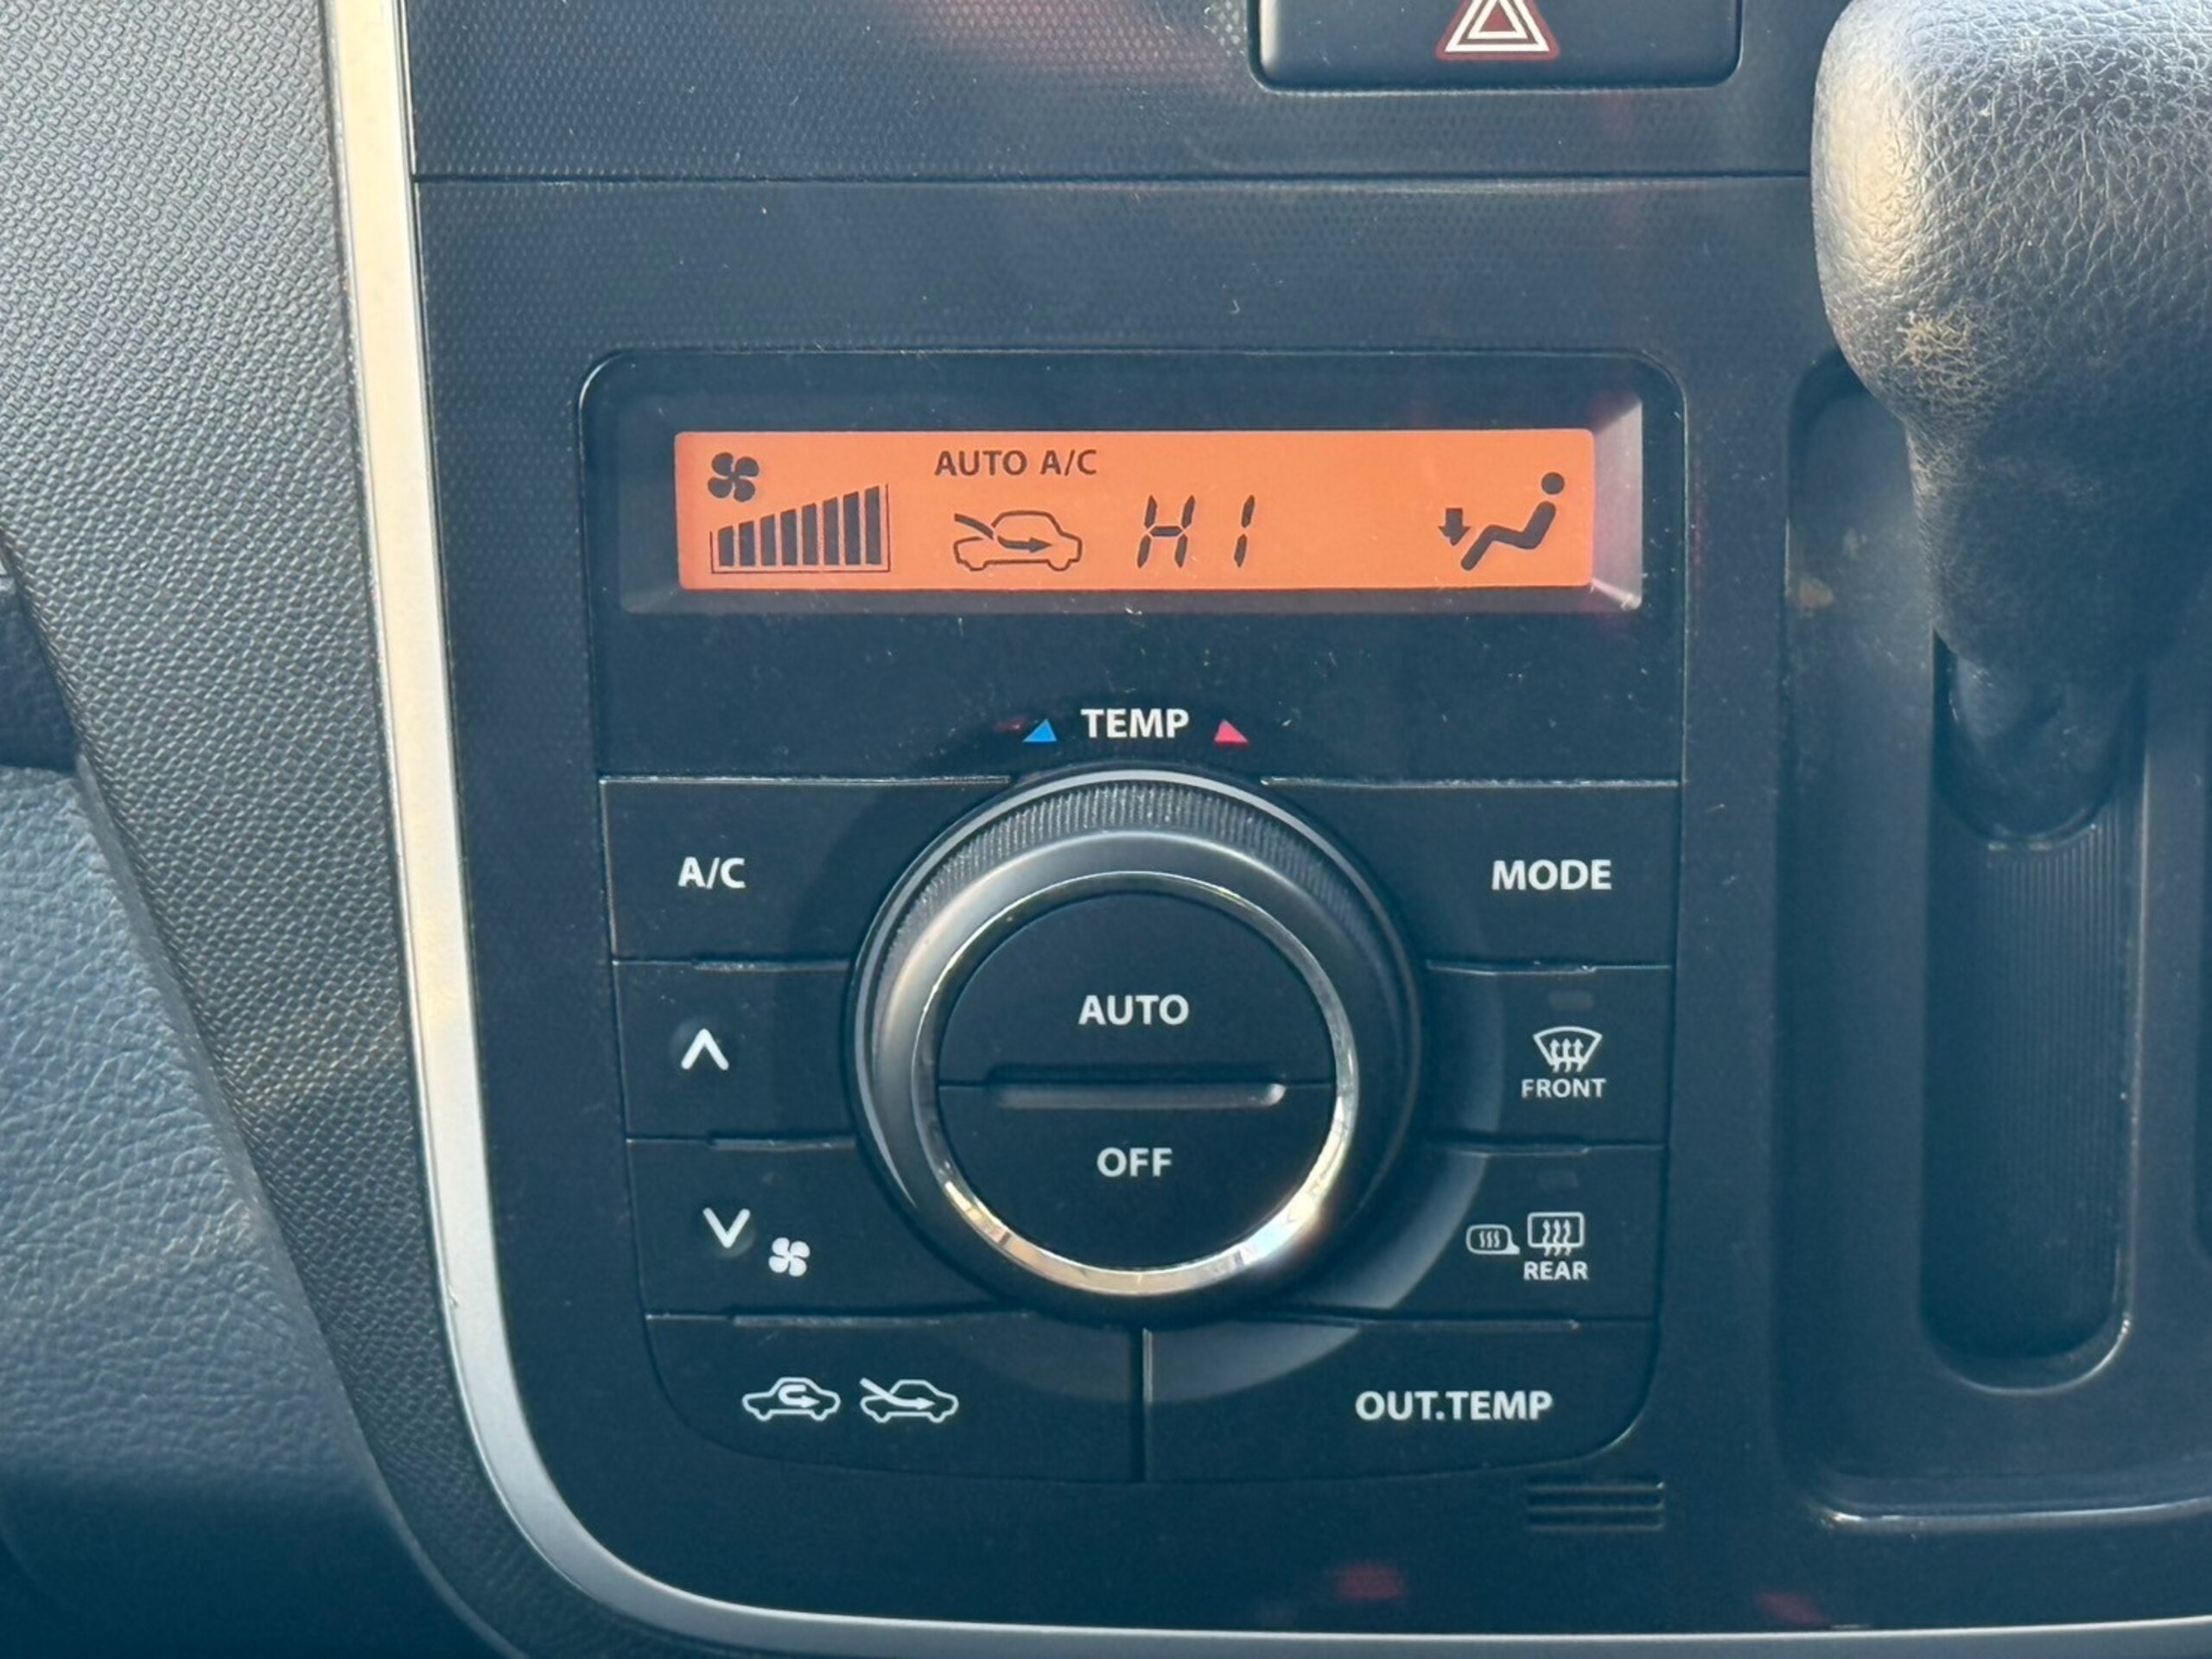 AUTO A/C
HI
TEMP
A/C
MODE
AUTO
FRONT
OFF
REAR
OUT.TEMP